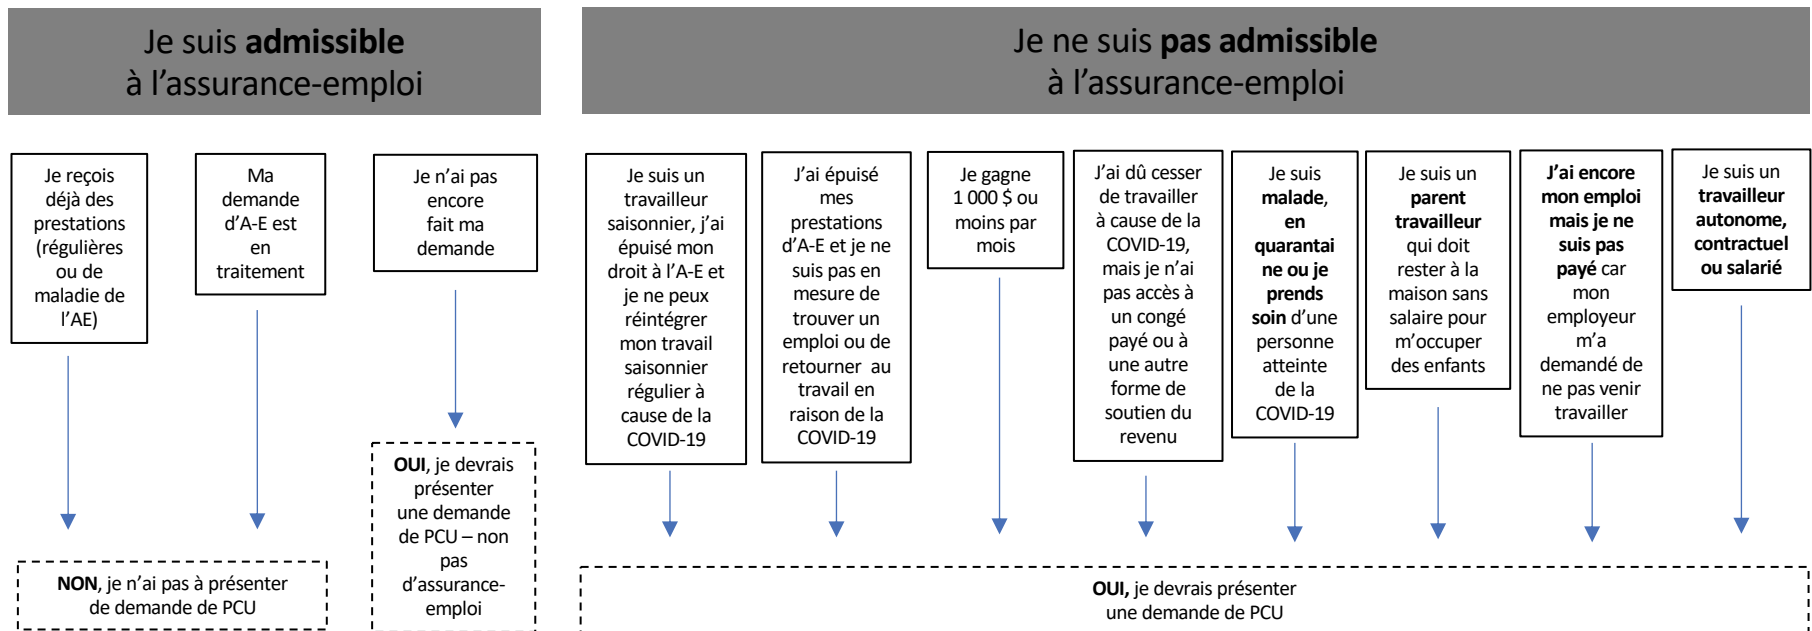 Je suis admissible
à l’assurance-emploi
Je ne suis pas admissible
à l’assurance-emploi
Je reçois
déjà des
prestations
(régulières
ou de
maladie de
l’AE)
Ma
demande
d’A-E est
en
traitement
Je n’ai pas
encore
fait ma
demande
Je suis un
travailleur
saisonnier, j’ai
épuisé mon
droit à l’A-E et
je ne peux
réintégrer
mon travail
saisonnier
régulier à
cause de la
COVID-19
J’ai épuisé
mes
prestations
d’A-E et je ne
suis pas en
mesure de
trouver un
emploi ou de
retourner au
travail en
raison de la
COVID-19
Je gagne
1 000 $ ou
moins par
mois
J’ai dû cesser
de travailler
à cause de la
COVID-19,
mais je n’ai
pas accès à
un congé
payé ou à
une autre
forme de
soutien du
revenu
Je suis
malade,
en
quarantai
ne ou je
prends
soin d’une
personne
atteinte
de la
COVID-19
Je suis un
parent
travailleur
qui doit
rester à la
maison sans
salaire pour
m’occuper
des enfants
J’ai encore
mon emploi
mais je ne
suis pas
payé car
mon
employeur
m’a
demandé de
ne pas venir
travailler
Je suis un
travailleur
autonome,
contractuel
ou salarié
NON, je n’ai pas à présenter
de demande de PCU
OUI, je devrais
présenter
une demande
de PCU – non
pas
d’assurance-
emploi
OUI, je devrais présenter
une demande de PCU